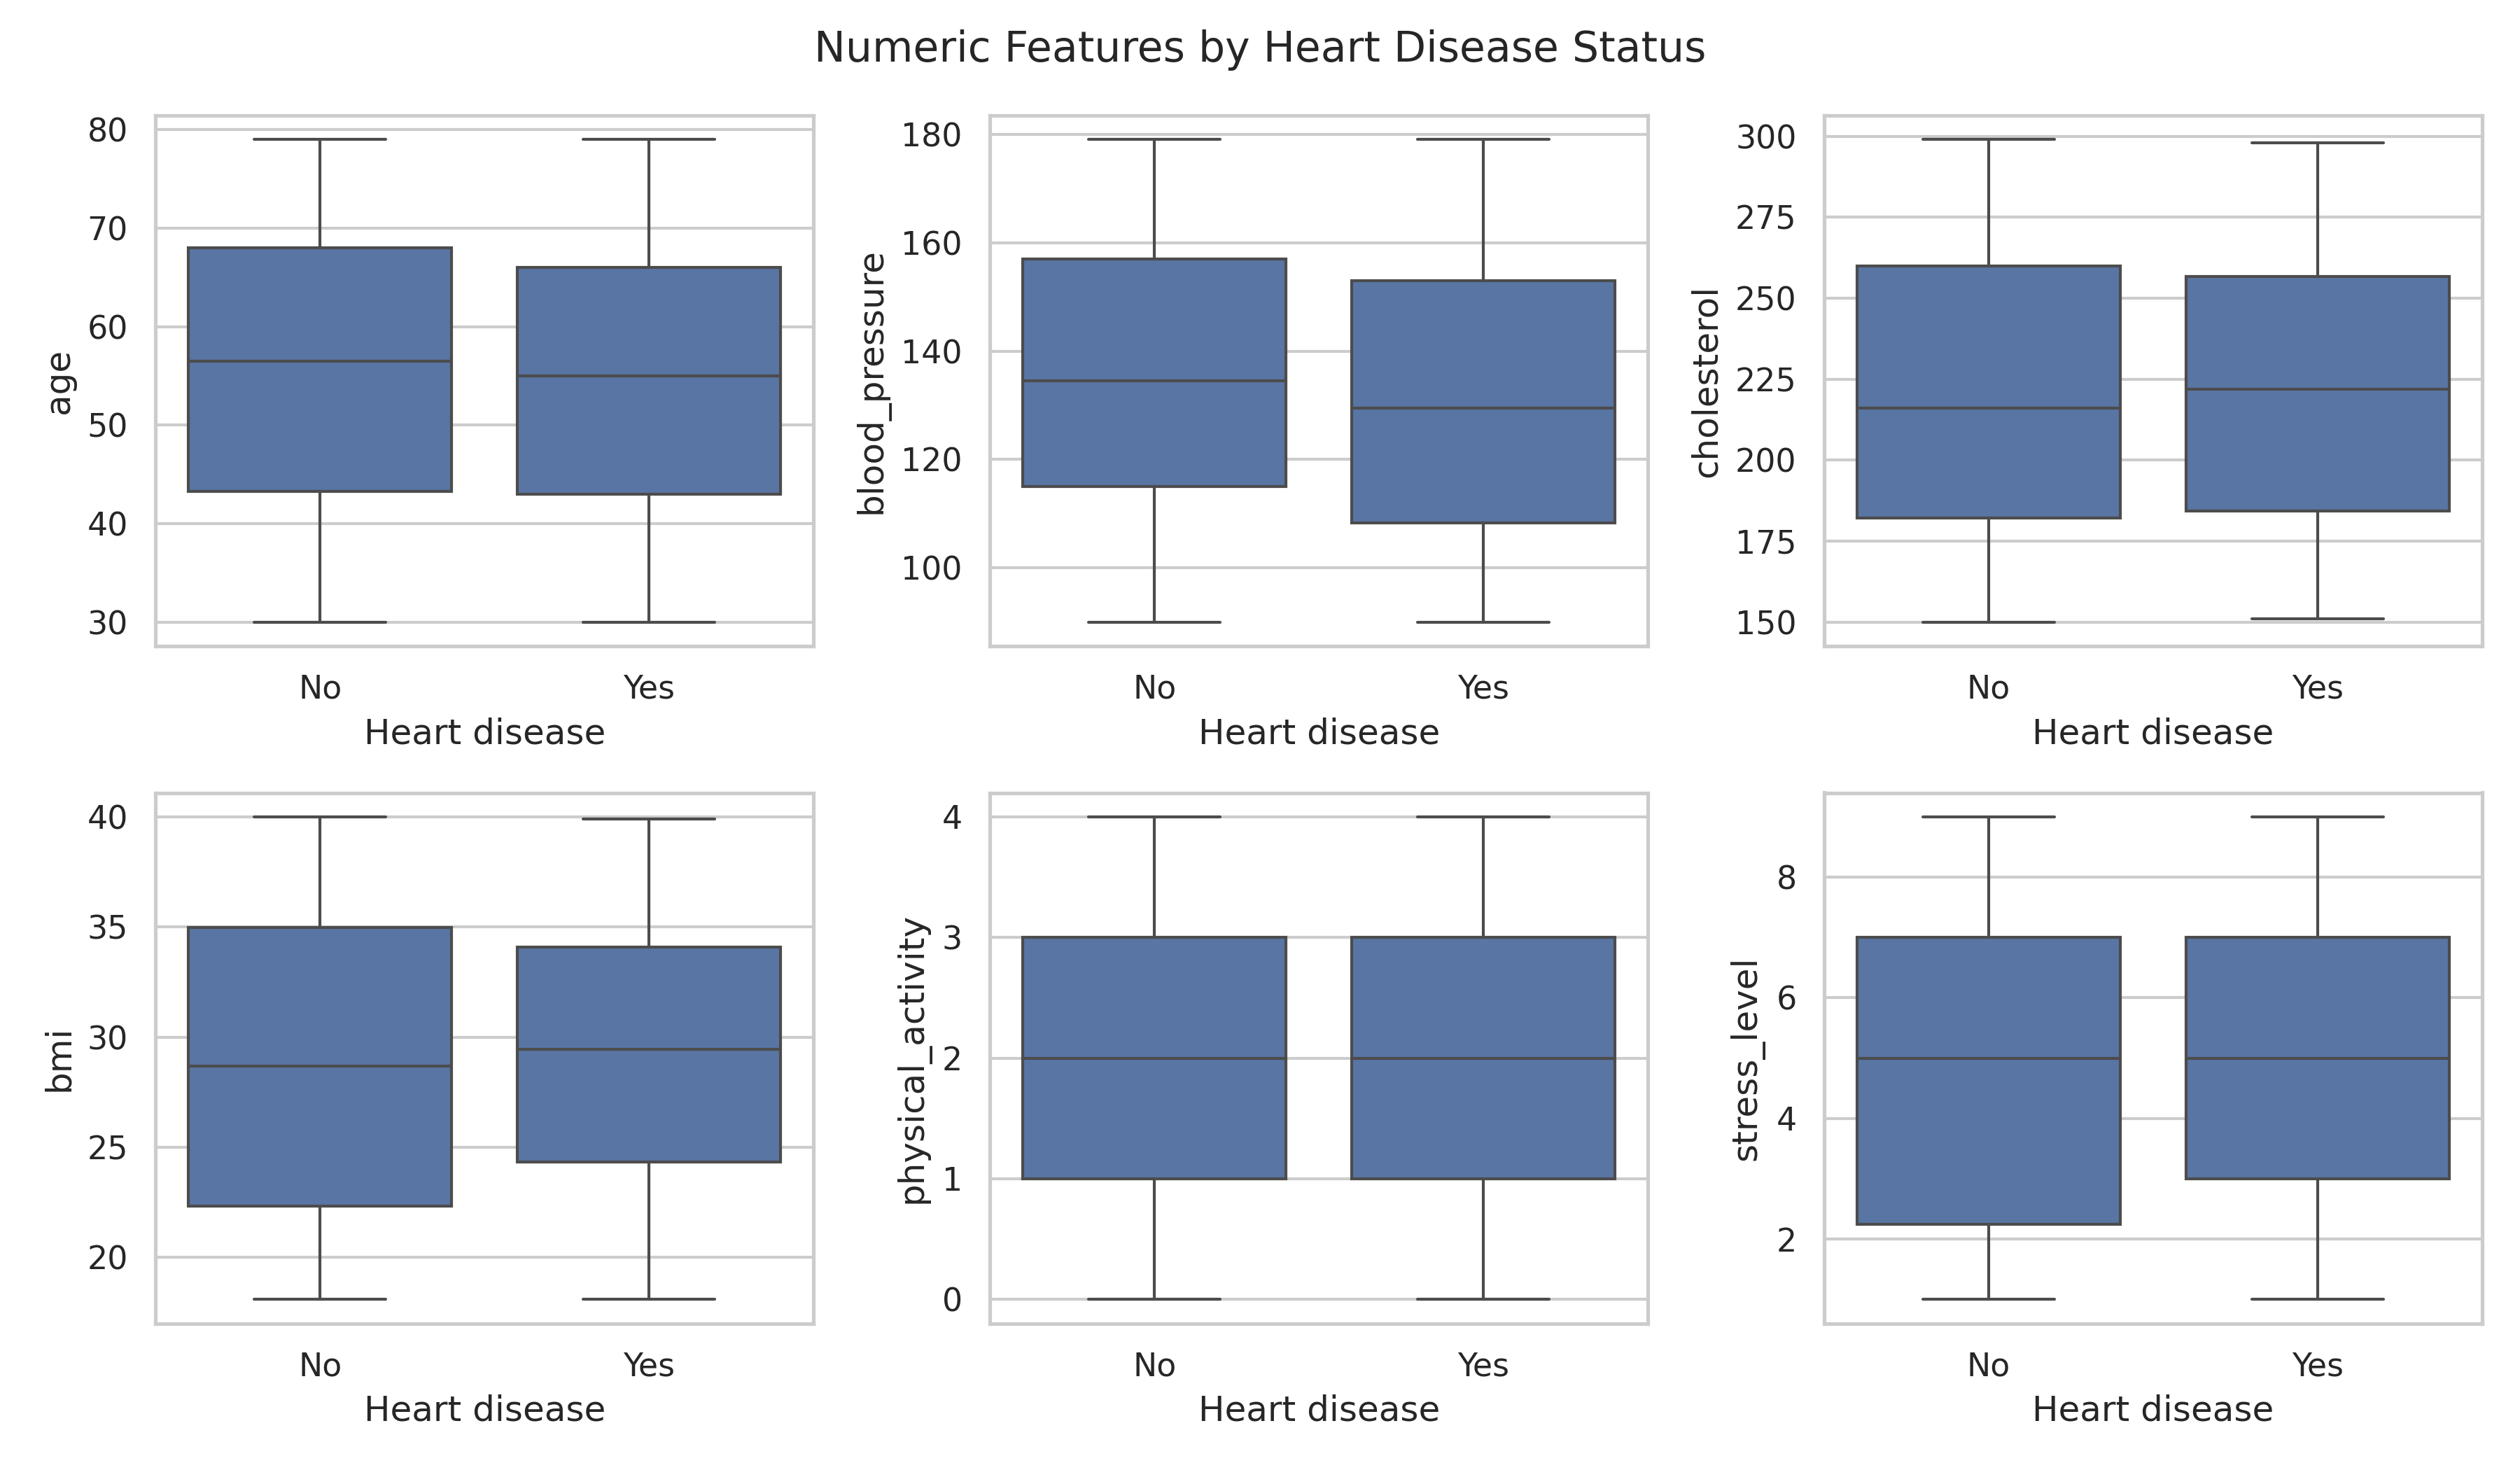 Numeric Features by Heart Disease Status
age
80
70
60
50
40
30
No
Yes
Heart disease
blood_pressure
180
160
140
120
100
No
Yes
Heart disease
cholesterol
300
275
250
225
200
175
150
No
Yes
Heart disease
bmi
40
35
30
25
20
No
Yes
Heart disease
physical_activity
4
3
2
1
0
No
Yes
Heart disease
stress_level
8
6
4
2
No
Yes
Heart disease